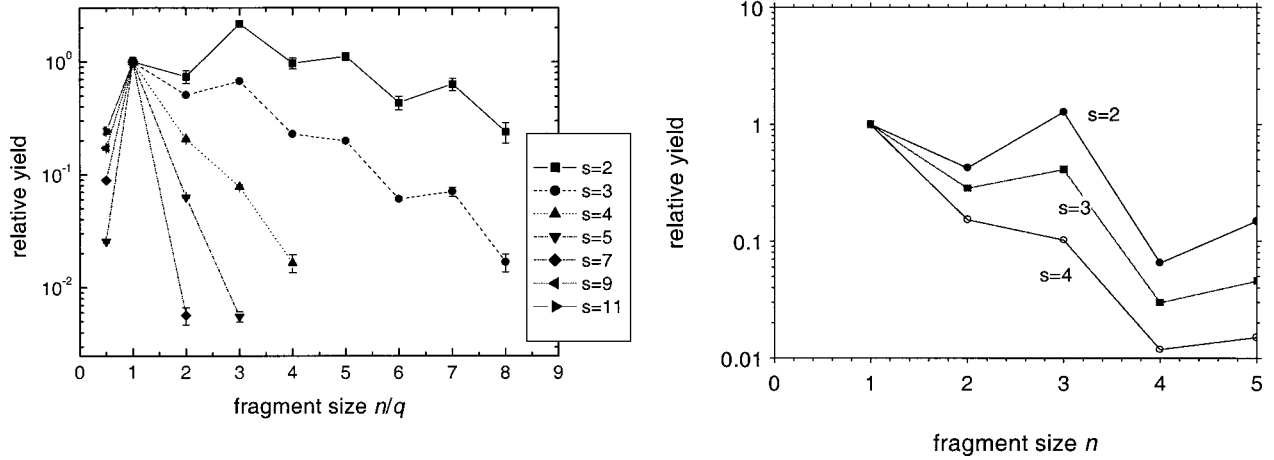 10⁰
10⁻¹
10⁻²
relative yield
0 1 2 3 4 5 6 7 8 9
fragment size n/q
s=2
s=3
s=4
s=5
s=7
s=9
s=11
10
1
0.1
0.01
relative yield
s=2
s=3
s=4
0 1 2 3 4 5
fragment size n